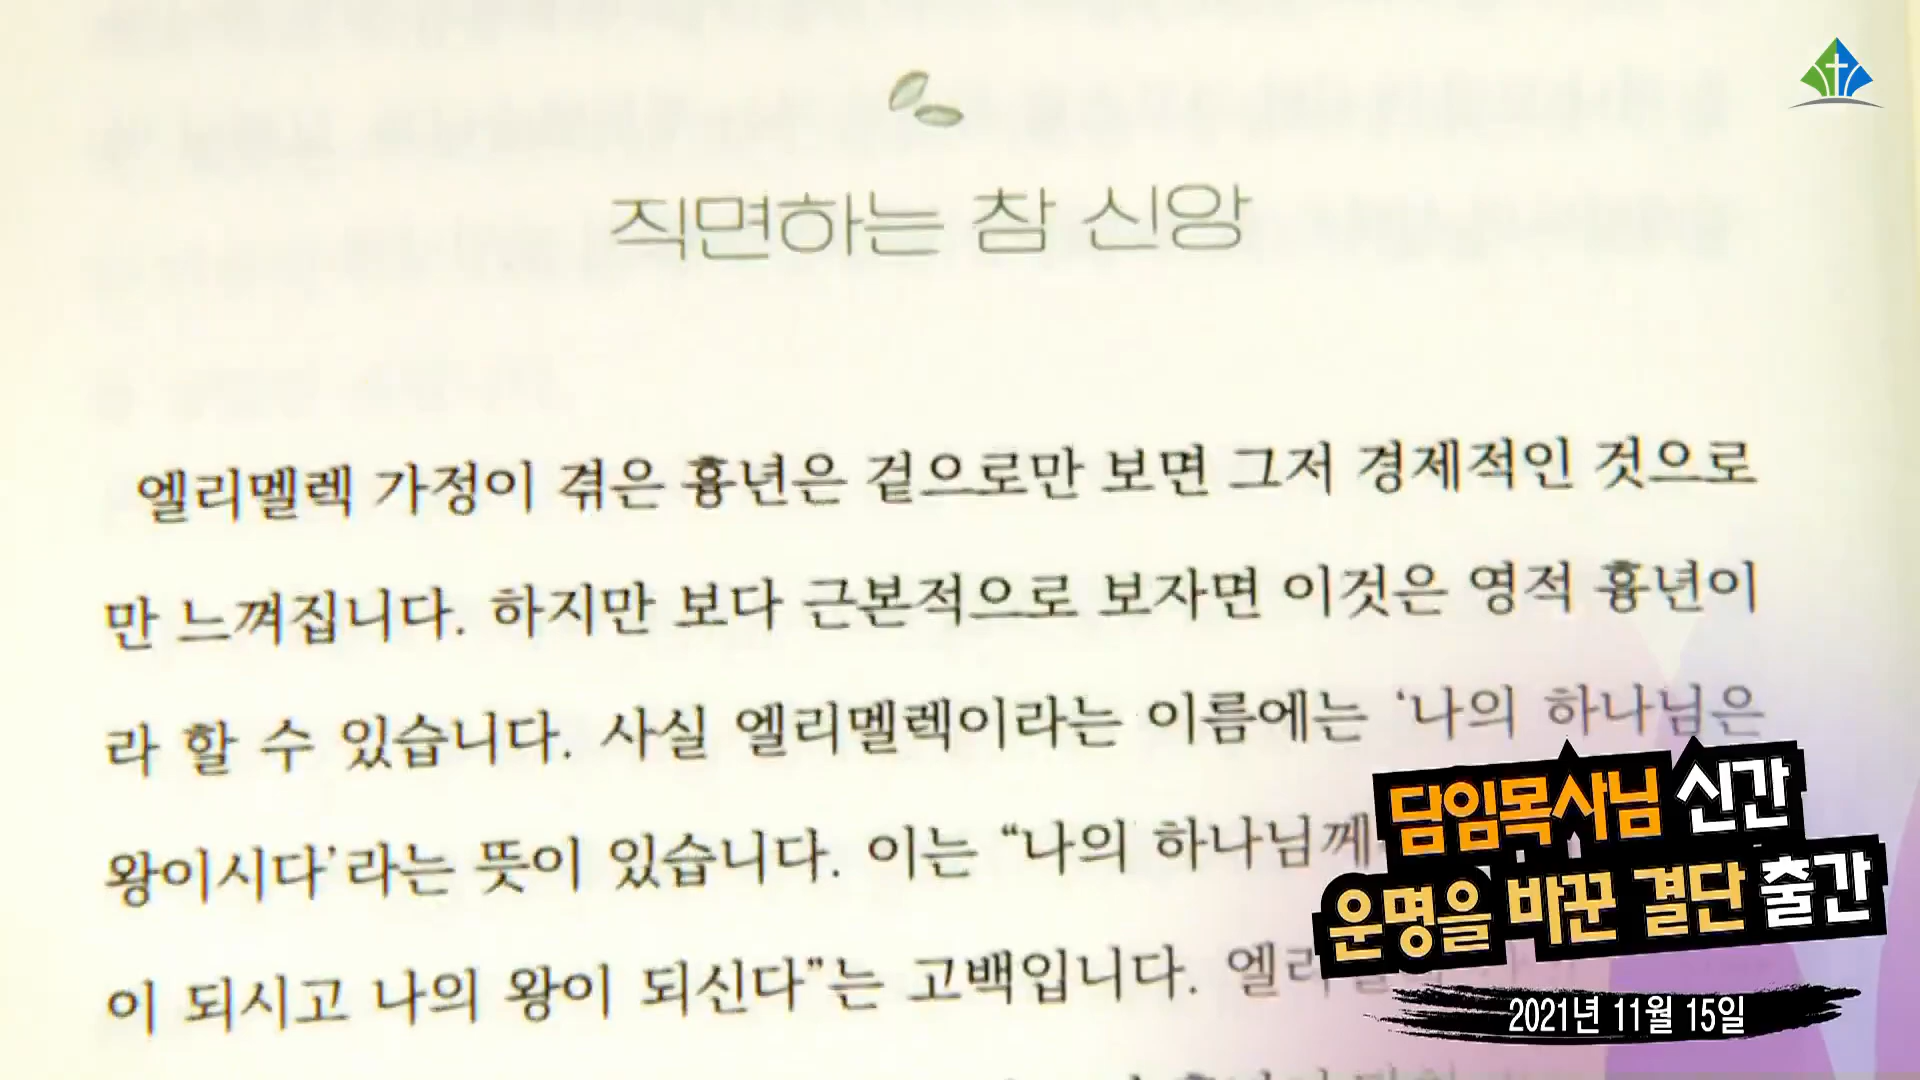 직면하는 참 신앙
엘리멜렉 가정이 겪은 흉년은 겉으로만 보면 그저 경제적인 것으로
만 느껴집니다. 하지만 보다 근본적으로 보자면 이것은 영적 흉년이
라 할 수 있습니다. 사실 엘리멜렉이라는 이름에는 ‘나의 하나님은
왕이시다’라는 뜻이 있습니다. 이는 “나의 하나님께
이 되시고 나의 왕이 되신다”는 고백입니다.
담임목사님 신간
운명을 바꾼 결단 출간
2021년 11월 15일